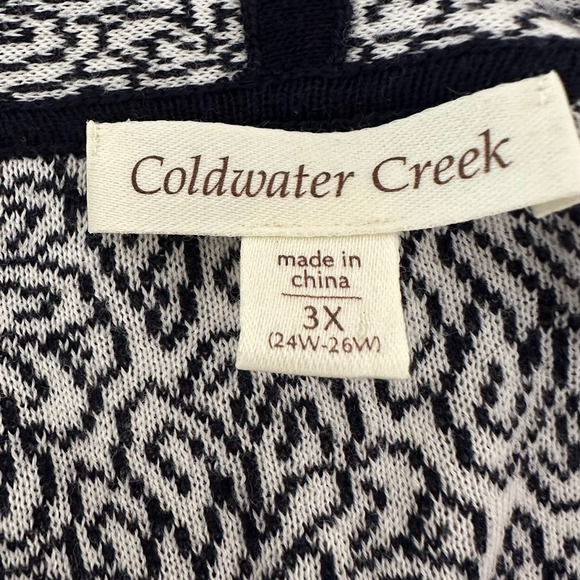 Coldwater Creek
made in
china
3X
(24W-26W)